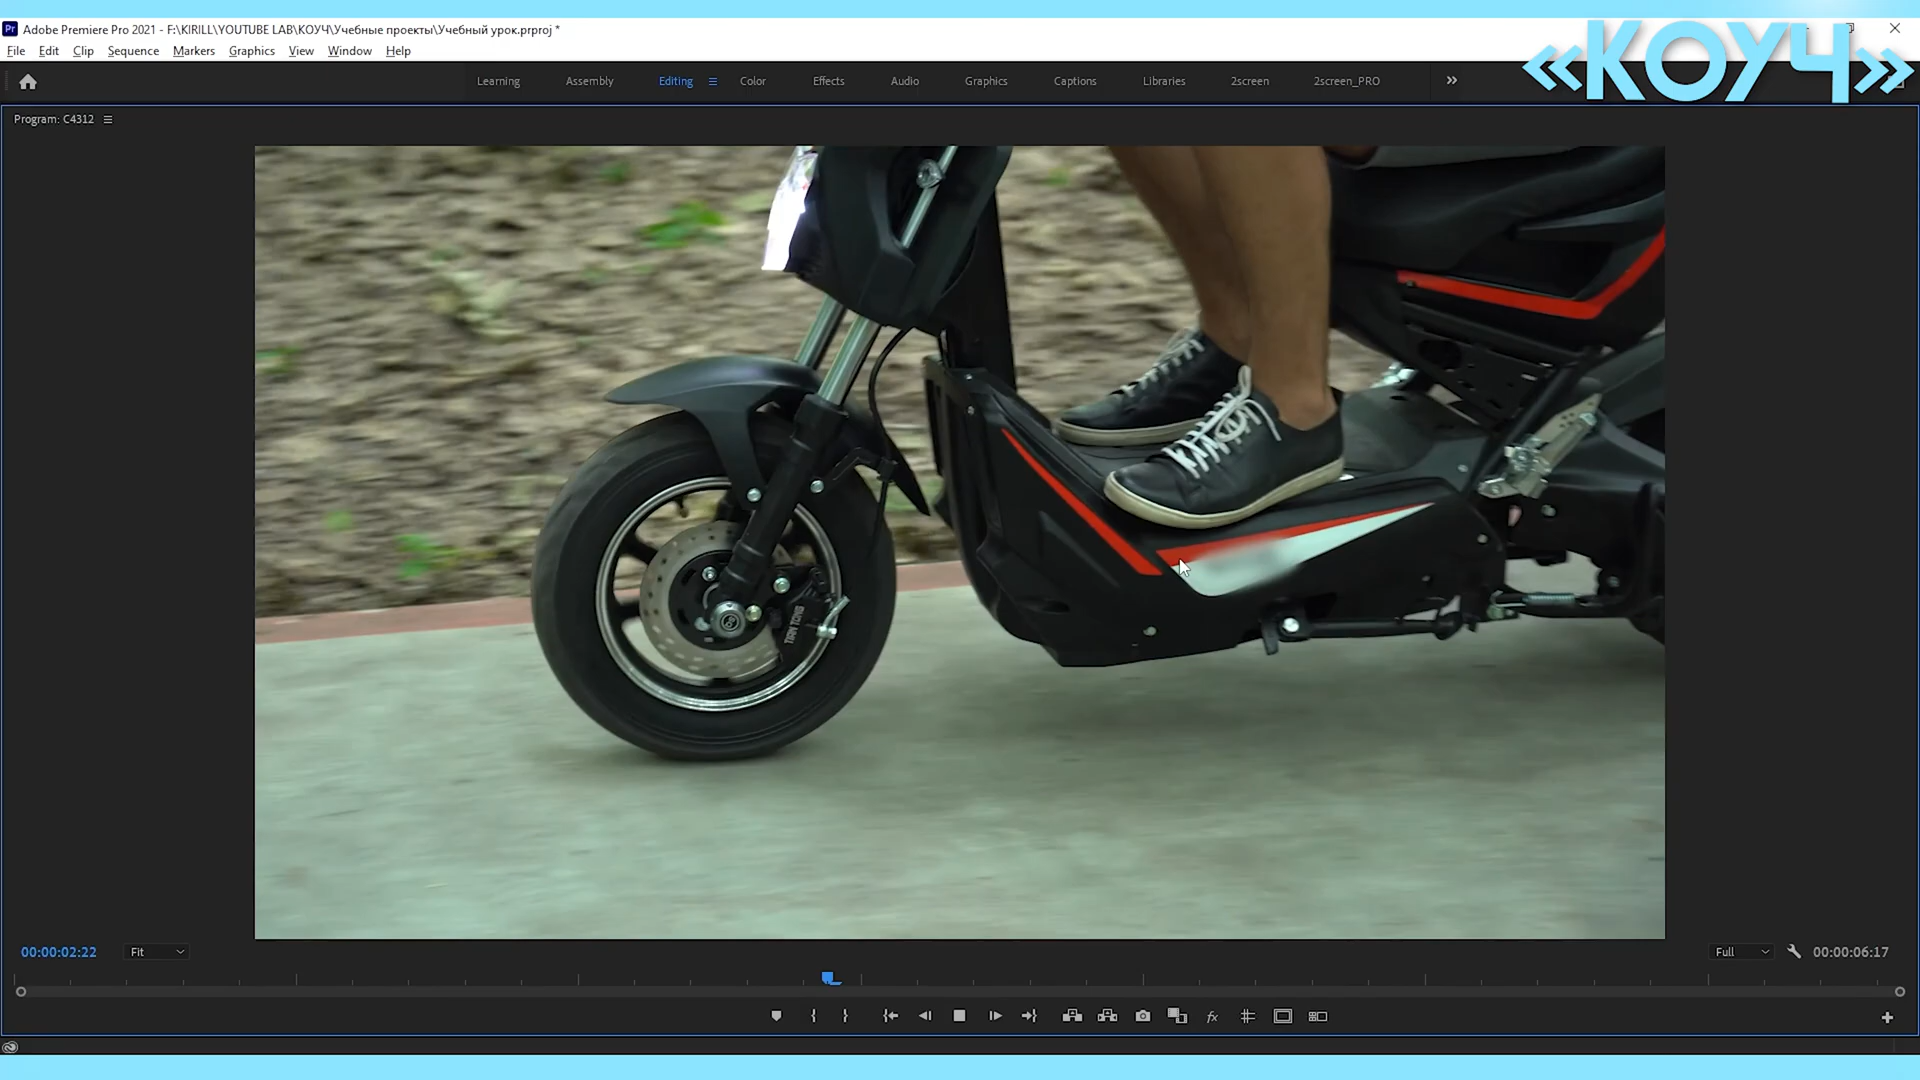 Adobe Premiere Pro 2021 - F:\KIRILL\YOUTUBE LAB\КОУЧ\Учебные проекты\Учебный урок.prproj *
«КОУЧ»
File Edit Clip Sequence Markers Graphics View Window Help
Learning Assembly Editing Color Effects Audio Graphics Captions Libraries 2screen 2screen_PRO
Program: C4312
TIAN TONG
00:00:02:22 Fit Full 00:00:06:17